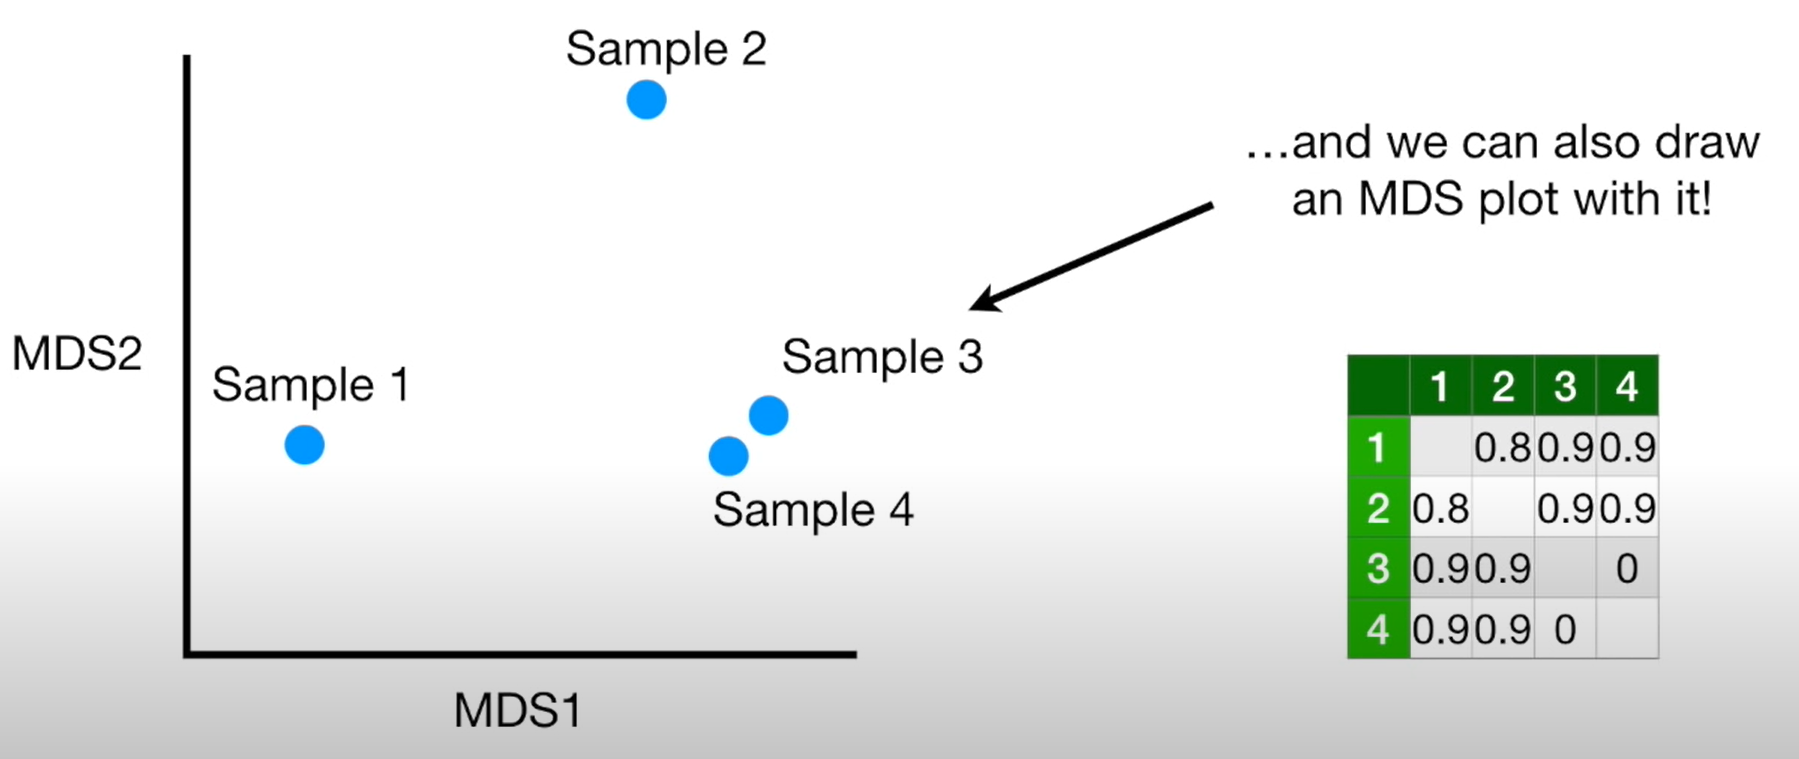 Sample 2
…and we can also draw
an MDS plot with it!
MDS2
Sample 1
Sample 3
Sample 4
MDS1
1 2 3 4
1 0.8 0.9 0.9
2 0.8 0.9 0.9
3 0.9 0.9 0
4 0.9 0.9 0